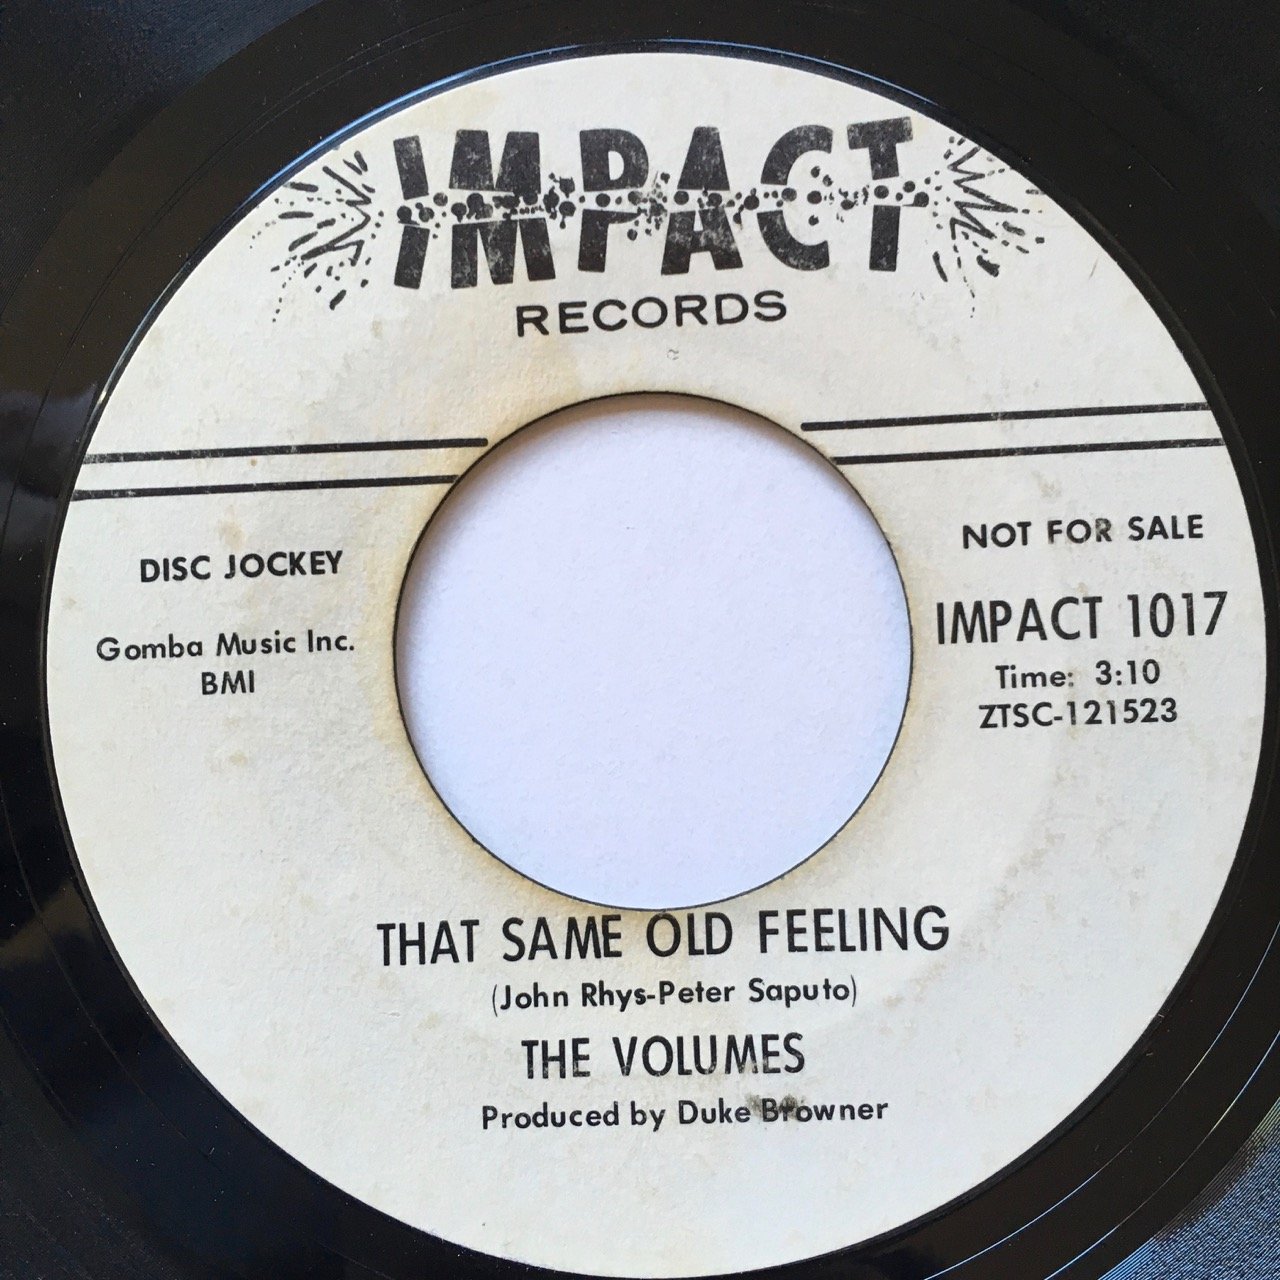 IMPACT
RECORDS
DISC JOCKEY
Gomba Music Inc.
BMI
NOT FOR SALE
IMPACT 1017
Time: 3:10
ZTSC-121523
THAT SAME OLD FEELING
(John Rhys-Peter Saputo)
THE VOLUMES
Produced by Duke Browner